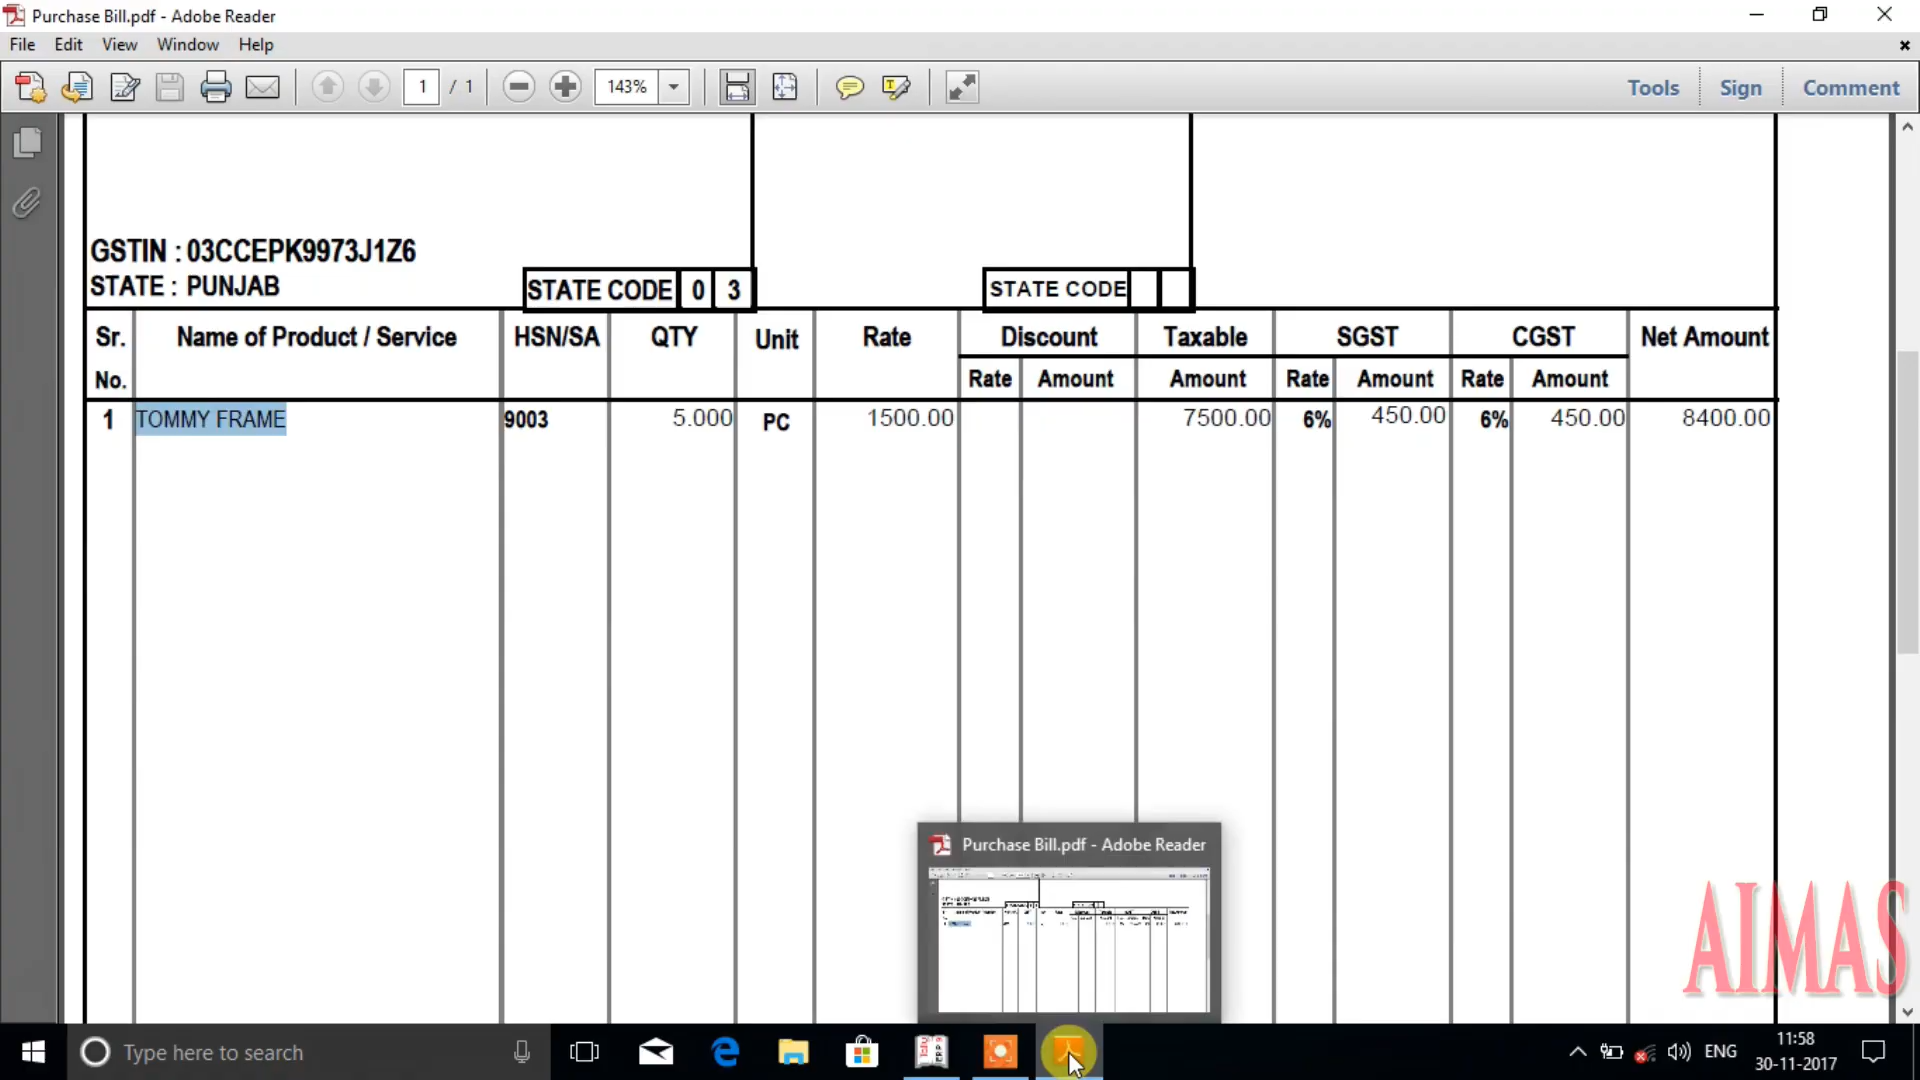 Purchase Bill.pdf - Adobe Reader
File Edit View Window Help
1 / 1 143% Tools Sign Comment
GSTIN : 03CCEPK9973J1Z6
STATE : PUNJAB
STATE CODE 0 3
STATE CODE
Sr. Name of Product / Service HSN/SA QTY Unit Rate Discount Taxable SGST CGST Net Amount
No. Rate Amount Amount Rate Amount Rate Amount
1 TOMMY FRAME 9003 5.000 PC 1500.00 7500.00 6% 450.00 6% 450.00 8400.00
Purchase Bill.pdf - Adobe Reader
AIMAS
Type here to search
ENG
11:58
30-11-2017